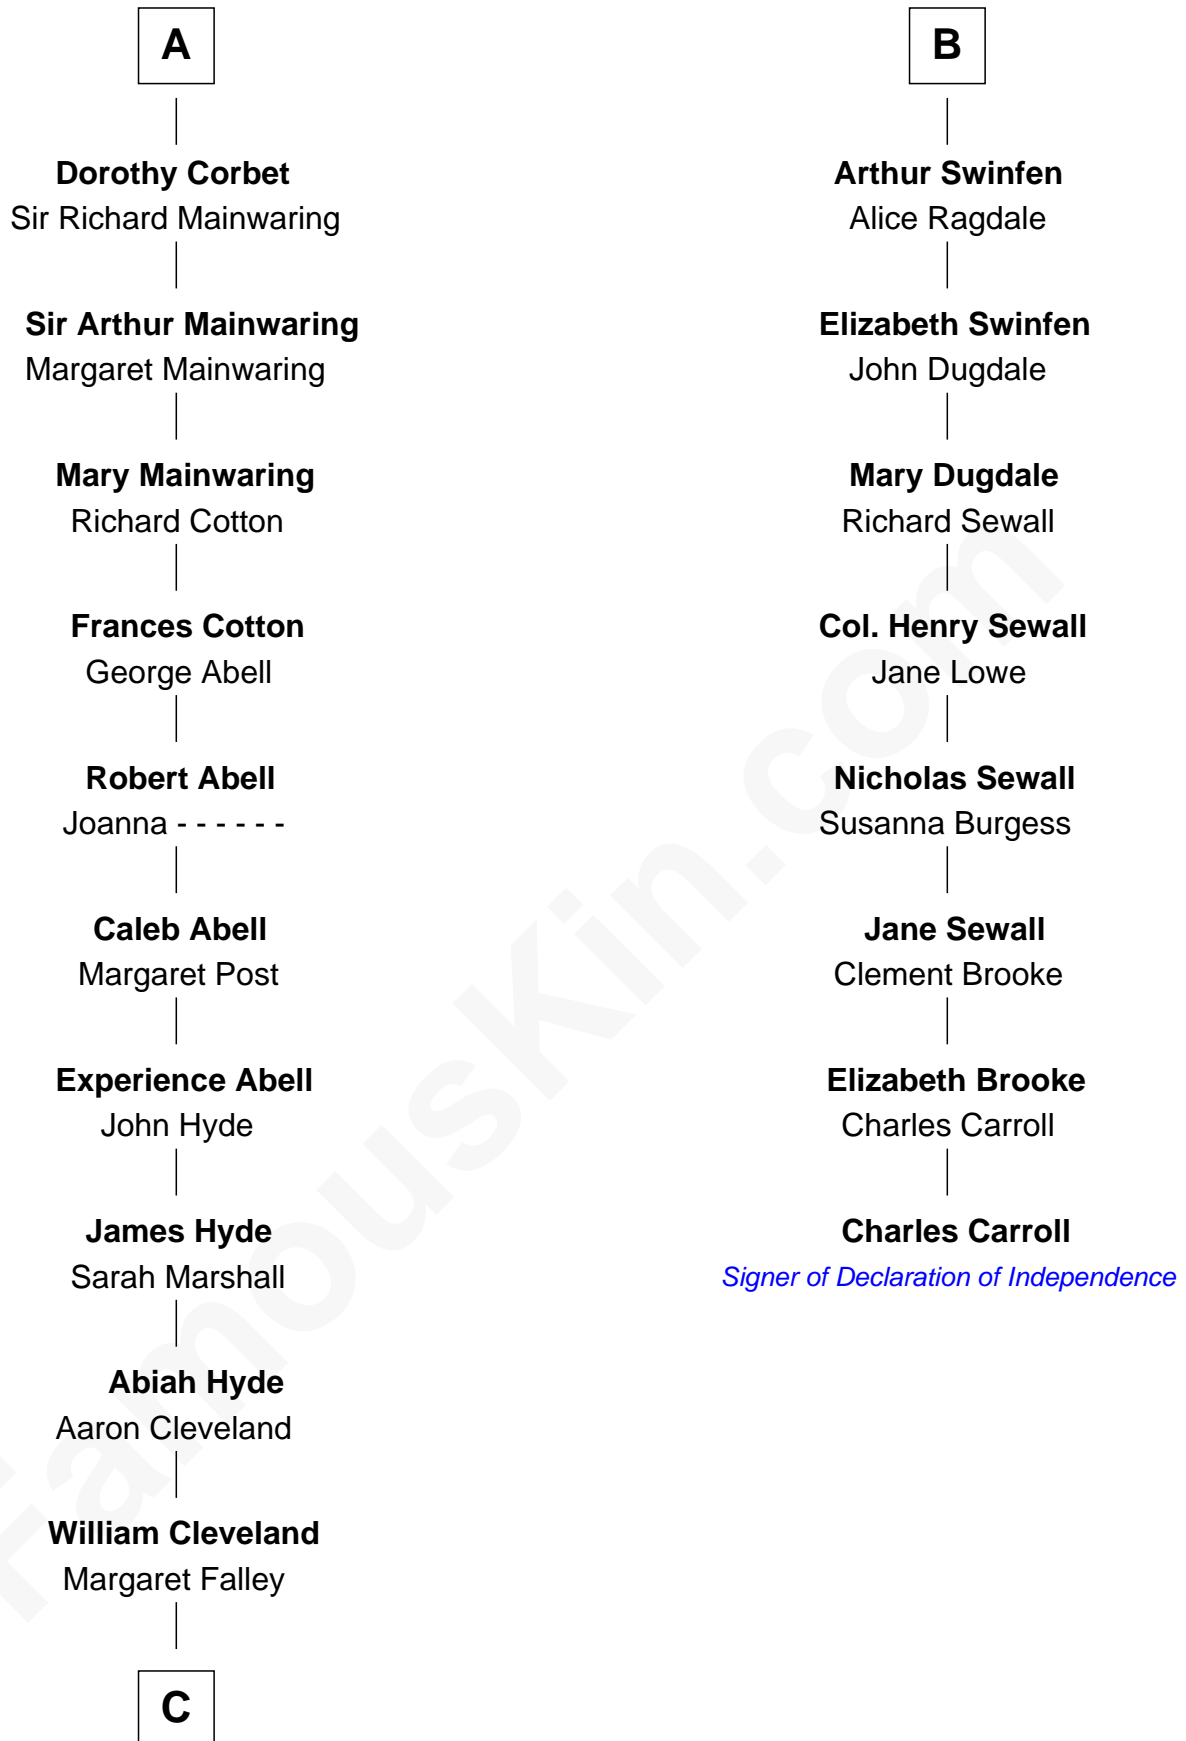 A
Dorothy Corbet
Sir Richard Mainwaring
Sir Arthur Mainwaring
Margaret Mainwaring
Mary Mainwaring
Richard Cotton
Frances Cotton
George Abell
Robert Abell
Joanna - - - - - -
Caleb Abell
Margaret Post
Experience Abell
John Hyde
James Hyde
Sarah Marshall
Abiah Hyde
Aaron Cleveland
William Cleveland
Margaret Falley
C
B
Arthur Swinfen
Alice Ragdale
Elizabeth Swinfen
John Dugdale
Mary Dugdale
Richard Sewall
Col. Henry Sewall
Jane Lowe
Nicholas Sewall
Susanna Burgess
Jane Sewall
Clement Brooke
Elizabeth Brooke
Charles Carroll
Charles Carroll
Signer of Declaration of Independence
FamousKin.com